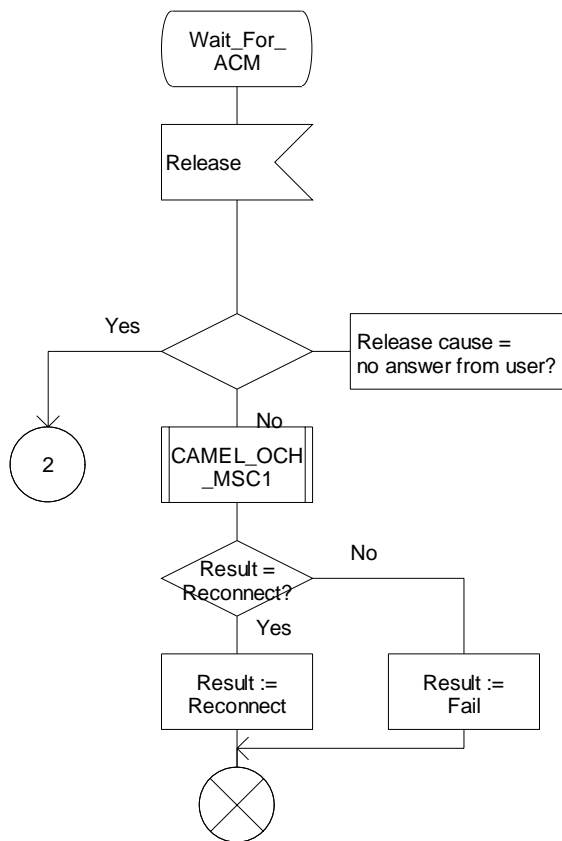 Wait_For_
ACM
Release
Yes
Release cause =
no answer from user?
No
2
CAMEL_OCH
_MSC1
No
Result =
Reconnect?
Yes
Result :=
Reconnect
Result :=
Fail